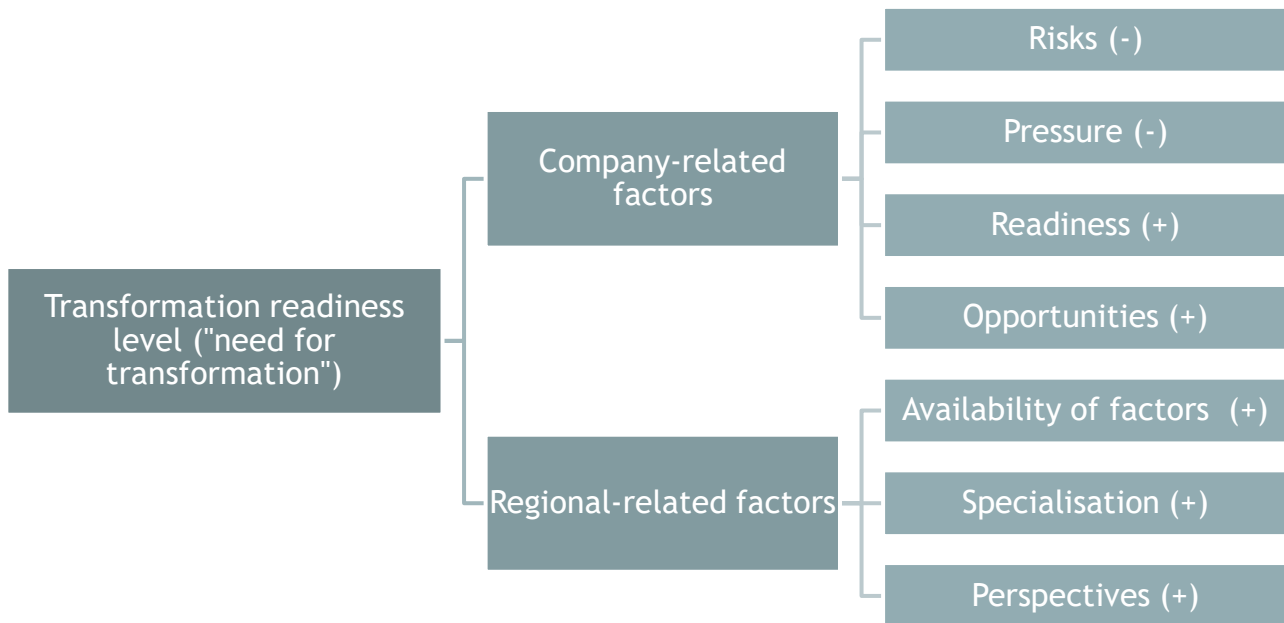 Transformation readiness
level ("need for
transformation")
Company-related
factors
Risks (-)
Pressure (-)
Readiness (+)
Opportunities (+)
Regional-related factors
Availability of factors  (+)
Specialisation (+)
Perspectives (+)